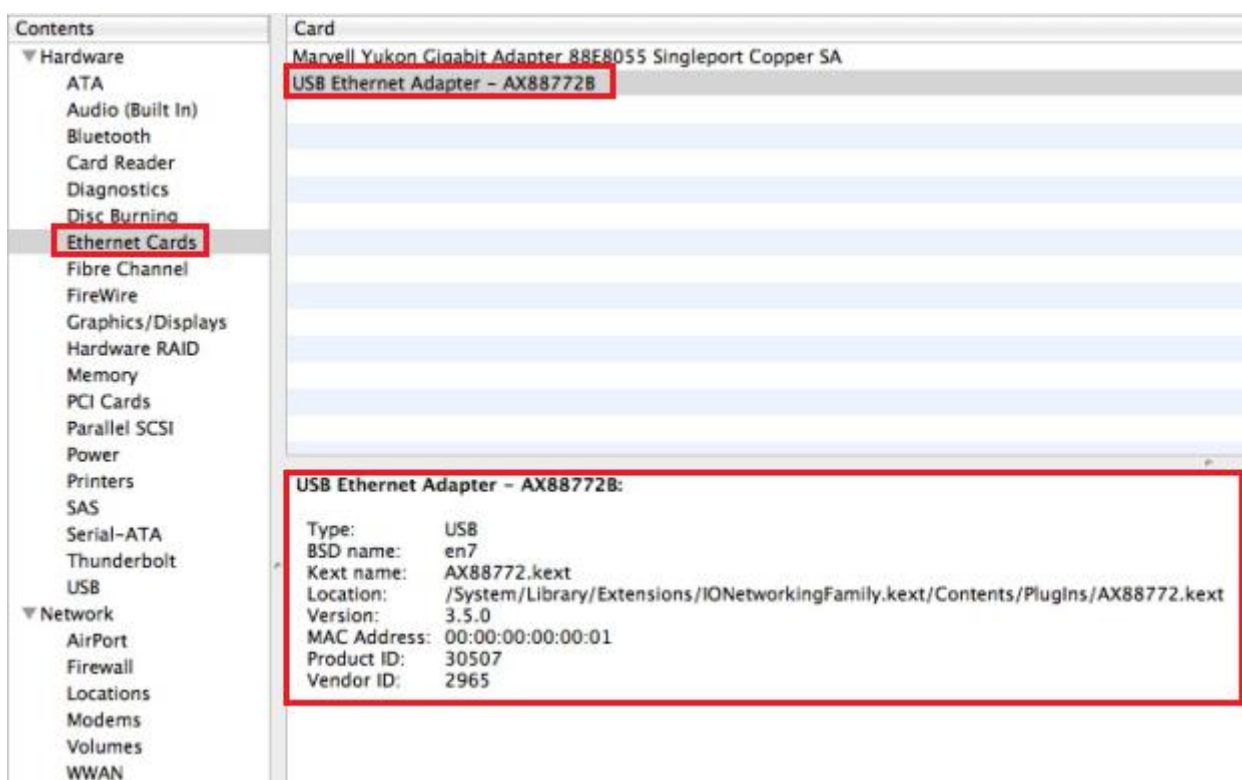 Contents
▼Hardware
ATA
Audio (Built In)
Bluetooth
Card Reader
Diagnostics
Disc Burning
Ethernet Cards
Fibre Channel
FireWire
Graphics/Displays
Hardware RAID
Memory
PCI Cards
Parallel SCSI
Power
Printers
SAS
Serial-ATA
Thunderbolt
USB
▼Network
AirPort
Firewall
Locations
Modems
Volumes
WWAN
Card
Marvell Yukon Gigabit Adapter 88E8055 Singleport Copper SA
USB Ethernet Adapter – AX88772B
USB Ethernet Adapter – AX88772B:
Type: USB
BSD name: en7
Kext name: AX88772.kext
Location: /System/Library/Extensions/IONetworkingFamily.kext/Contents/PlugIns/AX88772.kext
Version: 3.5.0
MAC Address: 00:00:00:00:00:01
Product ID: 30507
Vendor ID: 2965